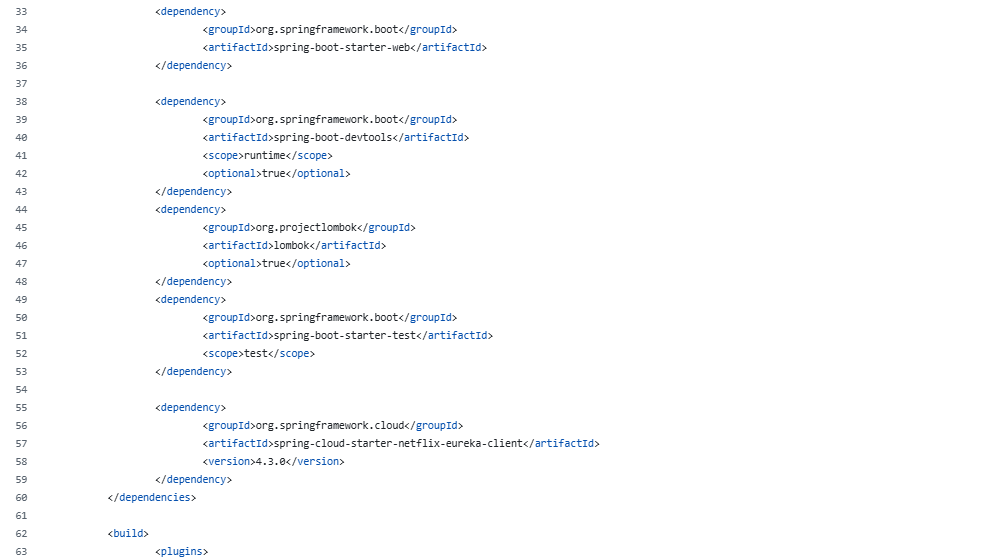 33 <dependency>
34 <groupId>org.springframework.boot</groupId>
35 <artifactId>spring-boot-starter-web</artifactId>
36 </dependency>
37
38 <dependency>
39 <groupId>org.springframework.boot</groupId>
40 <artifactId>spring-boot-devtools</artifactId>
41 <scope>runtime</scope>
42 <optional>true</optional>
43 </dependency>
44 <dependency>
45 <groupId>org.projectlombok</groupId>
46 <artifactId>lombok</artifactId>
47 <optional>true</optional>
48 </dependency>
49 <dependency>
50 <groupId>org.springframework.boot</groupId>
51 <artifactId>spring-boot-starter-test</artifactId>
52 <scope>test</scope>
53 </dependency>
54
55 <dependency>
56 <groupId>org.springframework.cloud</groupId>
57 <artifactId>spring-cloud-starter-netflix-eureka-client</artifactId>
58 <version>4.3.0</version>
59 </dependency>
60 </dependencies>
61
62 <build>
63 <plugins>